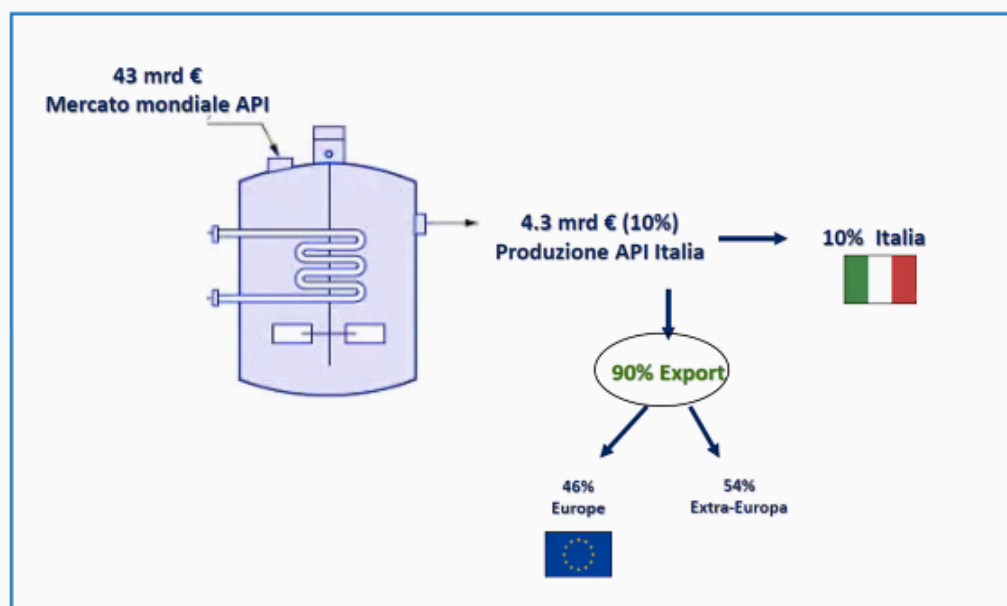 43 mrd €
Mercato mondiale API
4.3 mrd € (10%)
Produzione API Italia
10% Italia
90% Export
46%
Europe
54%
Extra-Europa